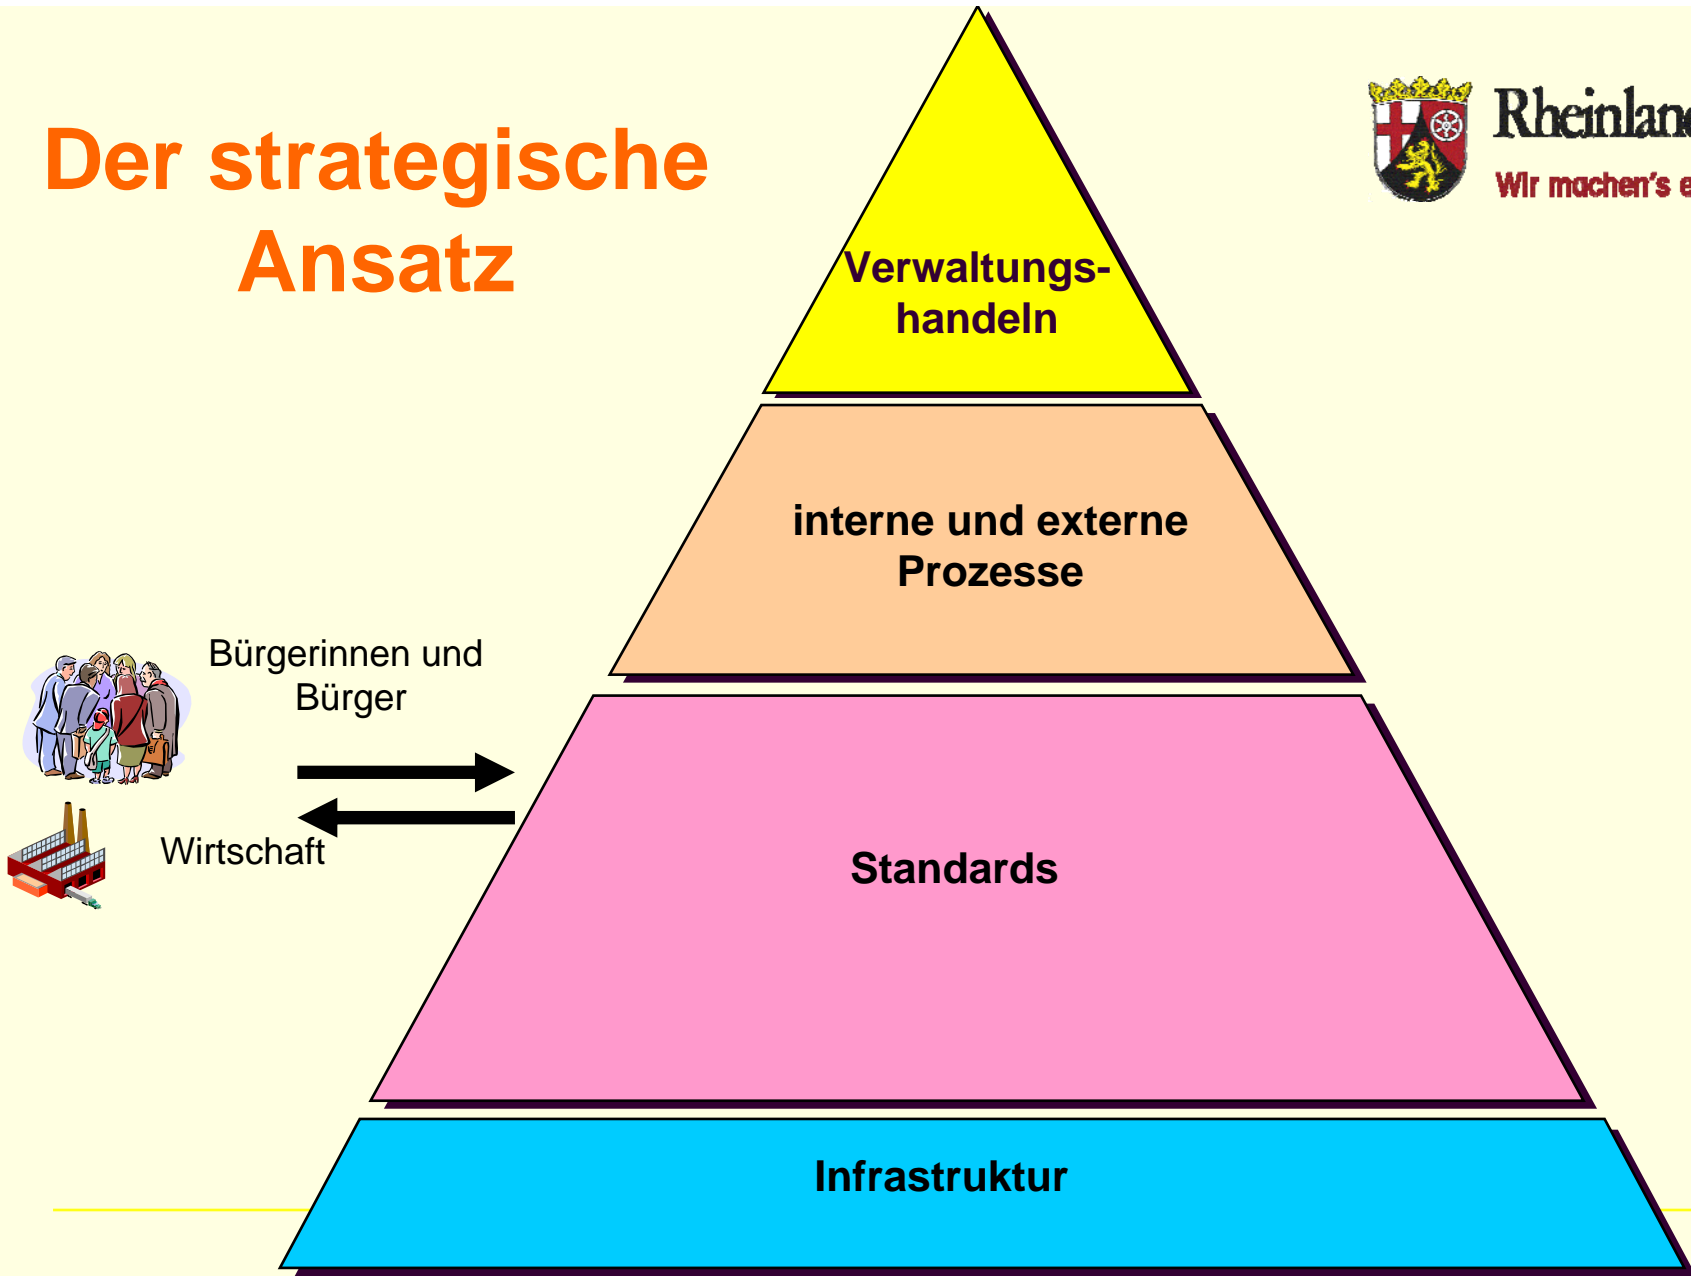 Der strategische
Ansatz
Rheinlan
Wir machen's e
Verwaltungs-
handeln
interne und externe
Prozesse
Bürgerinnen und
Bürger
Wirtschaft
Standards
Infrastruktur